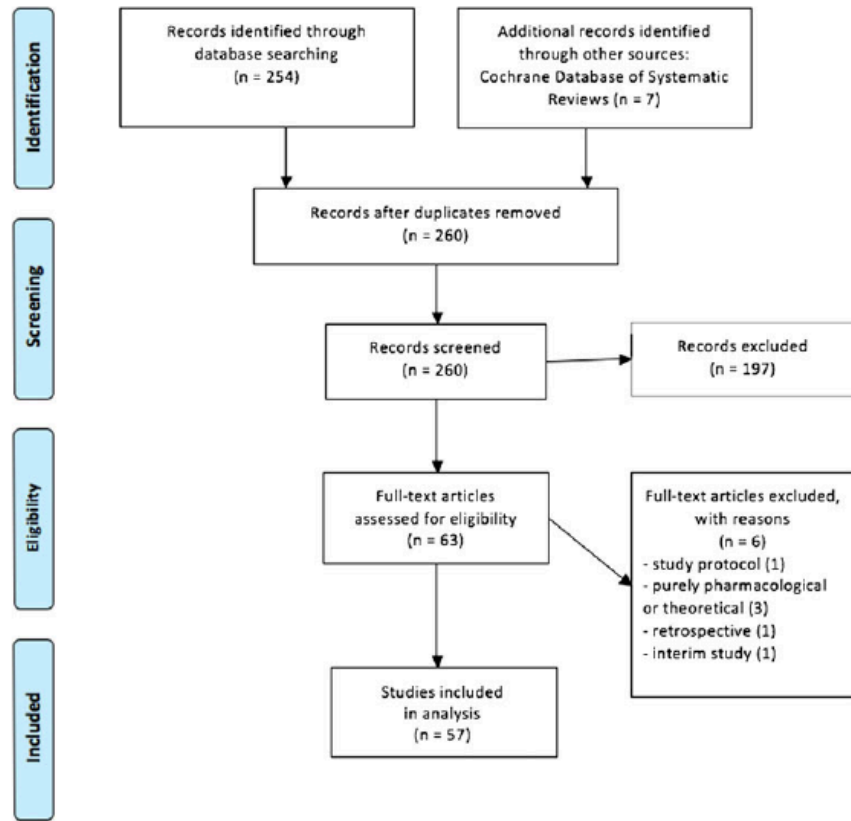 Identification
Records identified through
database searching
(n = 254)
Additional records identified
through other sources:
Cochrane Database of Systematic
Reviews (n = 7)
Records after duplicates removed
(n = 260)
Screening
Records screened
(n = 260)
Records excluded
(n = 197)
Eligibility
Full-text articles
assessed for eligibility
(n = 63)
Full-text articles excluded,
with reasons
(n = 6)
- study protocol (1)
- purely pharmacological
or theoretical (3)
- retrospective (1)
- interim study (1)
Included
Studies included
in analysis
(n = 57)